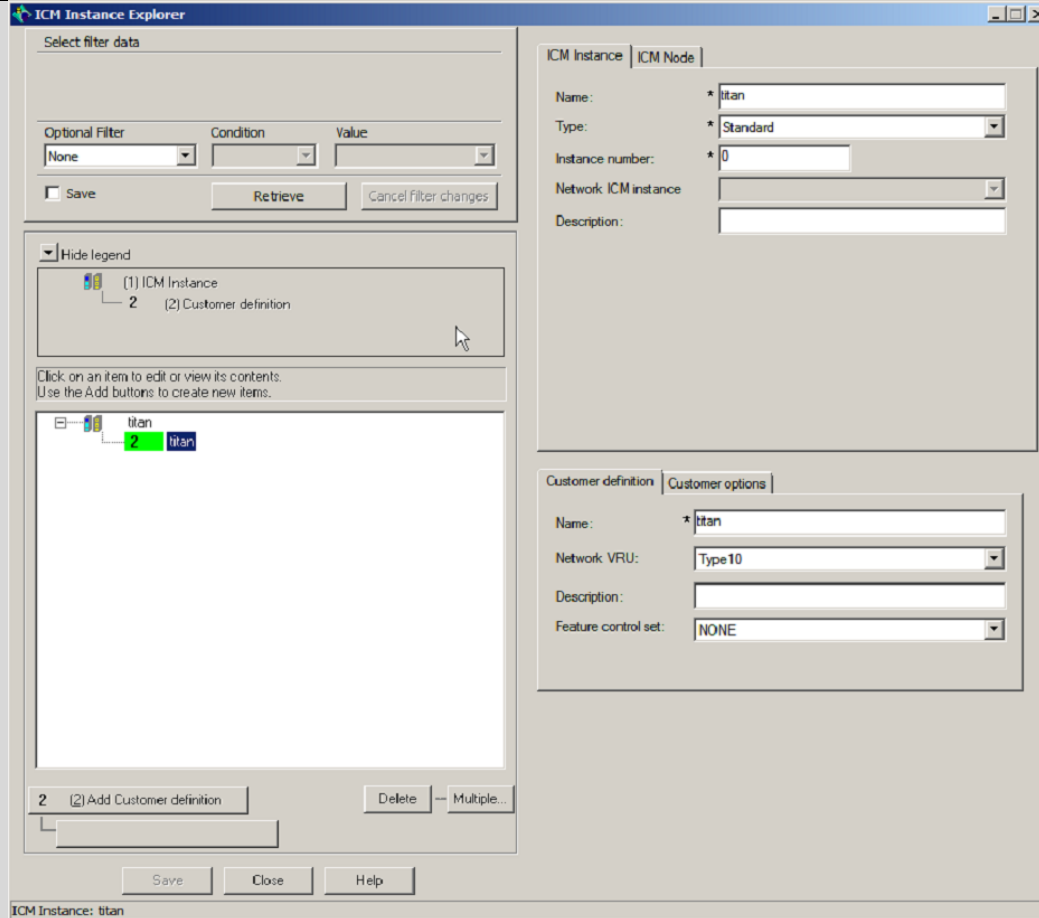 ICM Instance Explorer
Select filter data
Optional Filter Condition Value
None
Save Retrieve Cancel filter changes
Hide legend
(1) ICM Instance
2 (2) Customer definition
Click on an item to edit or view its contents.
Use the Add buttons to create new items.
titan
2 titan
2 (2) Add Customer definition Delete Multiple...
Save Close Help
ICM Instance: titan
ICM Instance ICM Node
Name: * titan
Type: * Standard
Instance number: * 0
Network ICM instance
Description:
Customer definition Customer options
Name: * titan
Network VRU: Type10
Description:
Feature control set: NONE